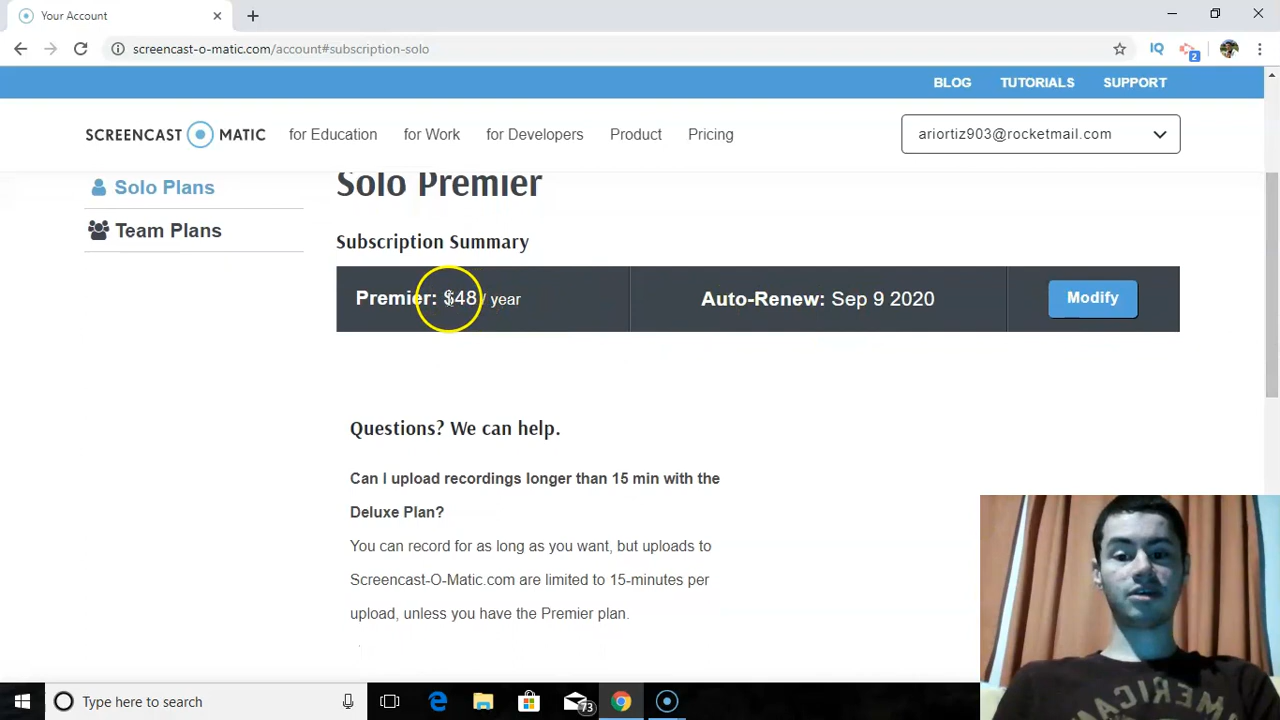 Your Account
screencast-o-matic.com/account#subscription-solo
IQ
2
BLOG TUTORIALS SUPPORT
SCREENCAST MATIC for Education for Work for Developers Product Pricing ariortiz903@rocketmail.com
Solo Plans
Team Plans
Solo Premier
Subscription Summary
Premier: $48 / year Auto-Renew: Sep 9 2020 Modify
Questions? We can help.
Can I upload recordings longer than 15 min with the
Deluxe Plan?
You can record for as long as you want, but uploads to
Screencast-O-Matic.com are limited to 15-minutes per
upload, unless you have the Premier plan.
Type here to search
73